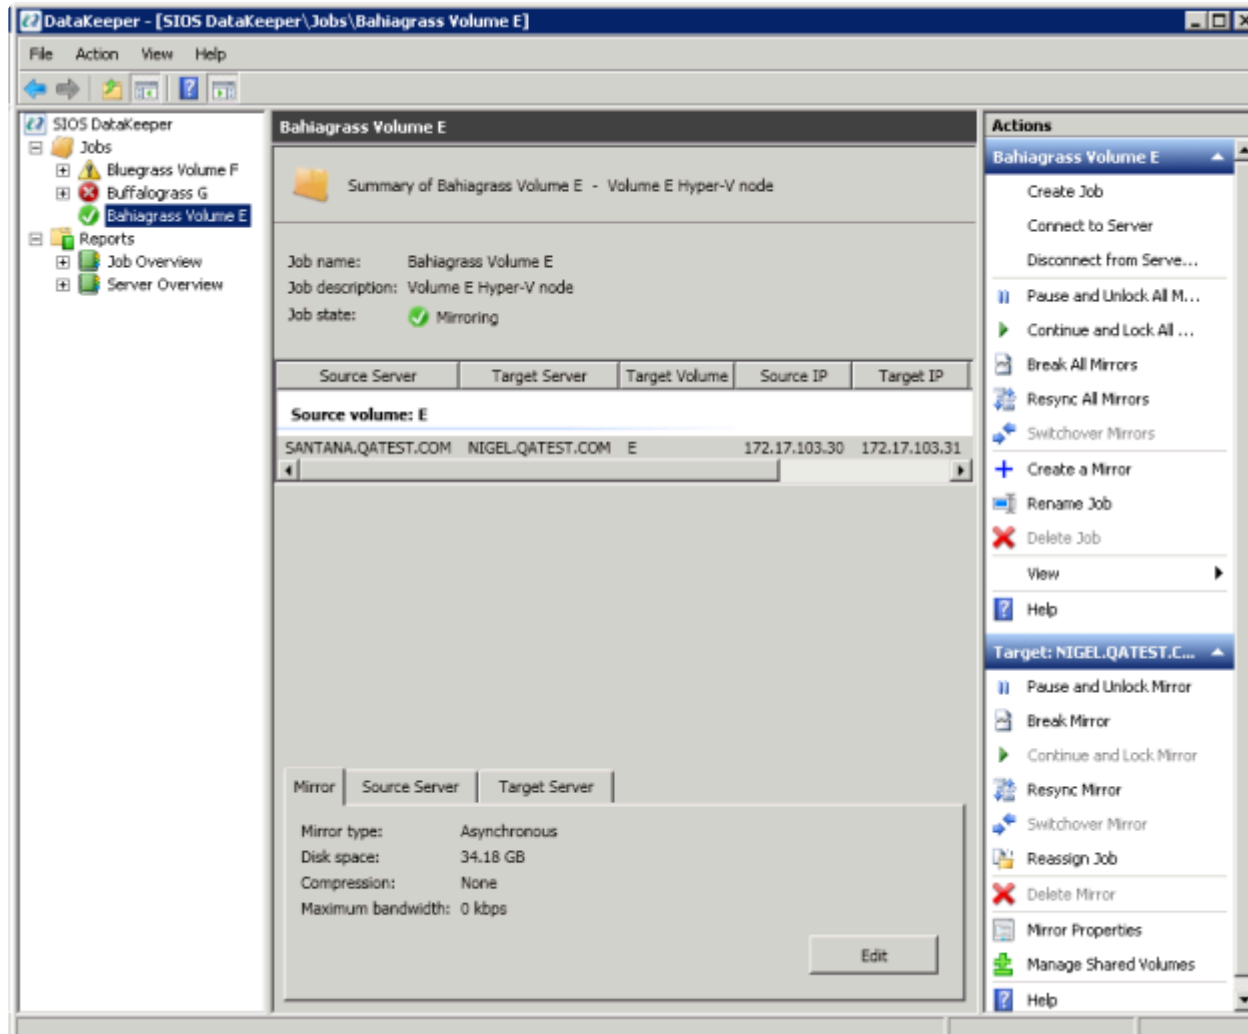 DataKeeper - [SIOS DataKeeper\Jobs\Bahiagrass Volume E]
File Action View Help
SIOS DataKeeper
Jobs
Bluegrass Volume F
Buffalograss G
Bahiagrass Volume E
Reports
Job Overview
Server Overview
Bahiagrass Volume E
Summary of Bahiagrass Volume E - Volume E Hyper-V node
Job name: Bahiagrass Volume E
Job description: Volume E Hyper-V node
Job state: Mirroring
Source Server Target Server Target Volume Source IP Target IP
Source volume: E
SANTANA.QATEST.COM NIGEL.QATEST.COM E 172.17.103.30 172.17.103.31
Mirror Source Server Target Server
Mirror type: Asynchronous
Disk space: 34.18 GB
Compression: None
Maximum bandwidth: 0 kbps
Edit
Actions
Bahiagrass Volume E
Create Job
Connect to Server
Disconnect from Serve...
Pause and Unlock All M...
Continue and Lock All ...
Break All Mirrors
Resync All Mirrors
Switchover Mirrors
Create a Mirror
Rename Job
Delete Job
View
Help
Target: NIGEL.QATEST.C...
Pause and Unlock Mirror
Break Mirror
Continue and Lock Mirror
Resync Mirror
Switchover Mirror
Reassign Job
Delete Mirror
Mirror Properties
Manage Shared Volumes
Help